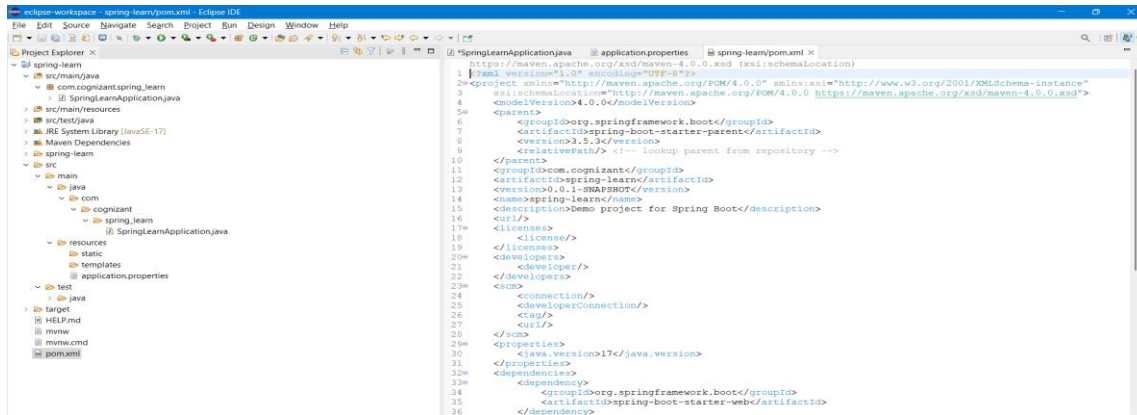 eclipse-workspace - spring-learn/pom.xml - Eclipse IDE
File Edit Source Navigate Search Project Run Design Window Help
Project Explorer ×
spring-learn
src/main/java
com.cognizant.spring_learn
SpringLearnApplication.java
src/main/resources
src/test/java
JRE System Library [JavaSE-17]
Maven Dependencies
spring-learn
src
main
java
com
cognizant
spring_learn
SpringLearnApplication.java
resources
static
templates
application.properties
test
java
target
HELP.md
mvnw
mvnw.cmd
pom.xml
*SpringLearnApplication.java application.properties spring-learn/pom.xml ×
https://maven.apache.org/xsd/maven-4.0.0.xsd (xsi:schemaLocation)
1 <?xml version="1.0" encoding="UTF-8"?>
2 <project xmlns="http://maven.apache.org/POM/4.0.0" xmlns:xsi="http://www.w3.org/2001/XMLSchema-instance"
3 xsi:schemaLocation="http://maven.apache.org/POM/4.0.0 https://maven.apache.org/xsd/maven-4.0.0.xsd">
4 <modelVersion>4.0.0</modelVersion>
5 <parent>
6 <groupId>org.springframework.boot</groupId>
7 <artifactId>spring-boot-starter-parent</artifactId>
8 <version>3.5.3</version>
9 <relativePath/> <!-- lookup parent from repository -->
10 </parent>
11 <groupId>com.cognizant</groupId>
12 <artifactId>spring-learn</artifactId>
13 <version>0.0.1-SNAPSHOT</version>
14 <name>spring-learn</name>
15 <description>Demo project for Spring Boot</description>
16 <url/>
17 <licenses>
18 <license/>
19 </licenses>
20 <developers>
21 <developer/>
22 </developers>
23 <scm>
24 <connection/>
25 <developerConnection/>
26 <tag/>
27 <url/>
28 </scm>
29 <properties>
30 <java.version>17</java.version>
31 </properties>
32 <dependencies>
33 <dependency>
34 <groupId>org.springframework.boot</groupId>
35 <artifactId>spring-boot-starter-web</artifactId>
36 </dependency>